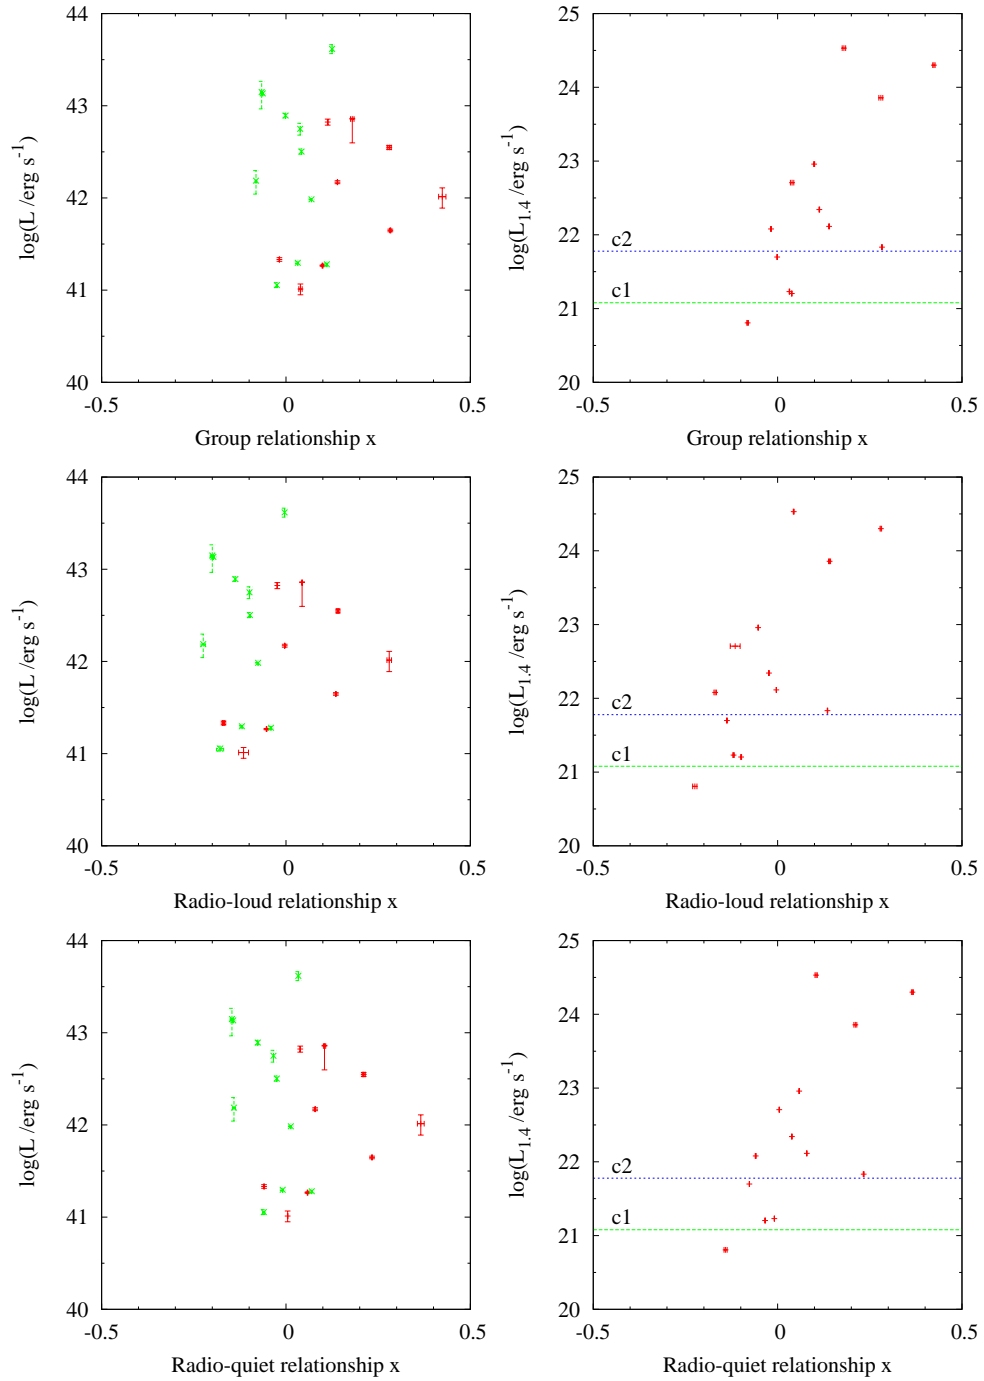 44
43
42
41
40
-0.5
0
0.5
log(L /erg s-1)
Group relationship x
25
24
23
22
21
20
-0.5
0
0.5
c2
c1
log(L1.4 /erg s-1)
Group relationship x
44
43
42
41
40
-0.5
0
0.5
log(L /erg s-1)
Radio-loud relationship x
25
24
23
22
21
20
-0.5
0
0.5
c2
c1
log(L1.4 /erg s-1)
Radio-loud relationship x
44
43
42
41
40
-0.5
0
0.5
log(L /erg s-1)
Radio-quiet relationship x
25
24
23
22
21
20
-0.5
0
0.5
c2
c1
log(L1.4 /erg s-1)
Radio-quiet relationship x